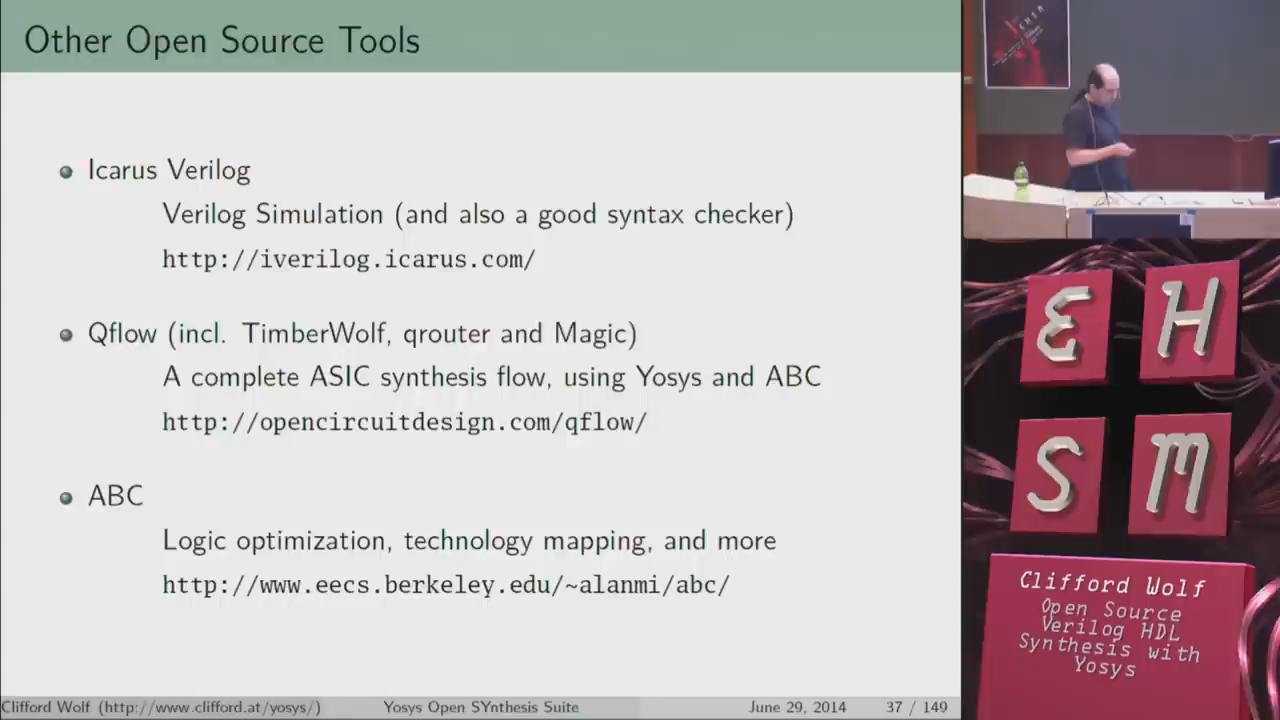 Other Open Source Tools
Icarus Verilog
Verilog Simulation (and also a good syntax checker)
http://iverilog.icarus.com/
Qflow (incl. TimberWolf, qrouter and Magic)
A complete ASIC synthesis flow, using Yosys and ABC
http://opencircuitdesign.com/qflow/
ABC
Logic optimization, technology mapping, and more
http://www.eecs.berkeley.edu/~alanmi/abc/
Clifford Wolf (http://www.clifford.at/yosys/) Yosys Open SYnthesis Suite June 29, 2014 37 / 149
E H
S M
Clifford Wolf
Open Source
Verilog HDL
Synthesis with
Yosys